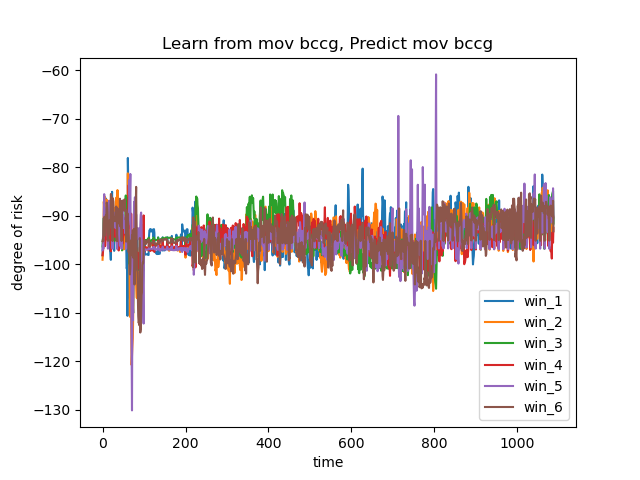 Learn from mov bccg, Predict mov bccg
−60
−70
−80
−90
−100
−110
−120
−130
degree of risk
0 200 400 600 800 1000
time
win_1
win_2
win_3
win_4
win_5
win_6